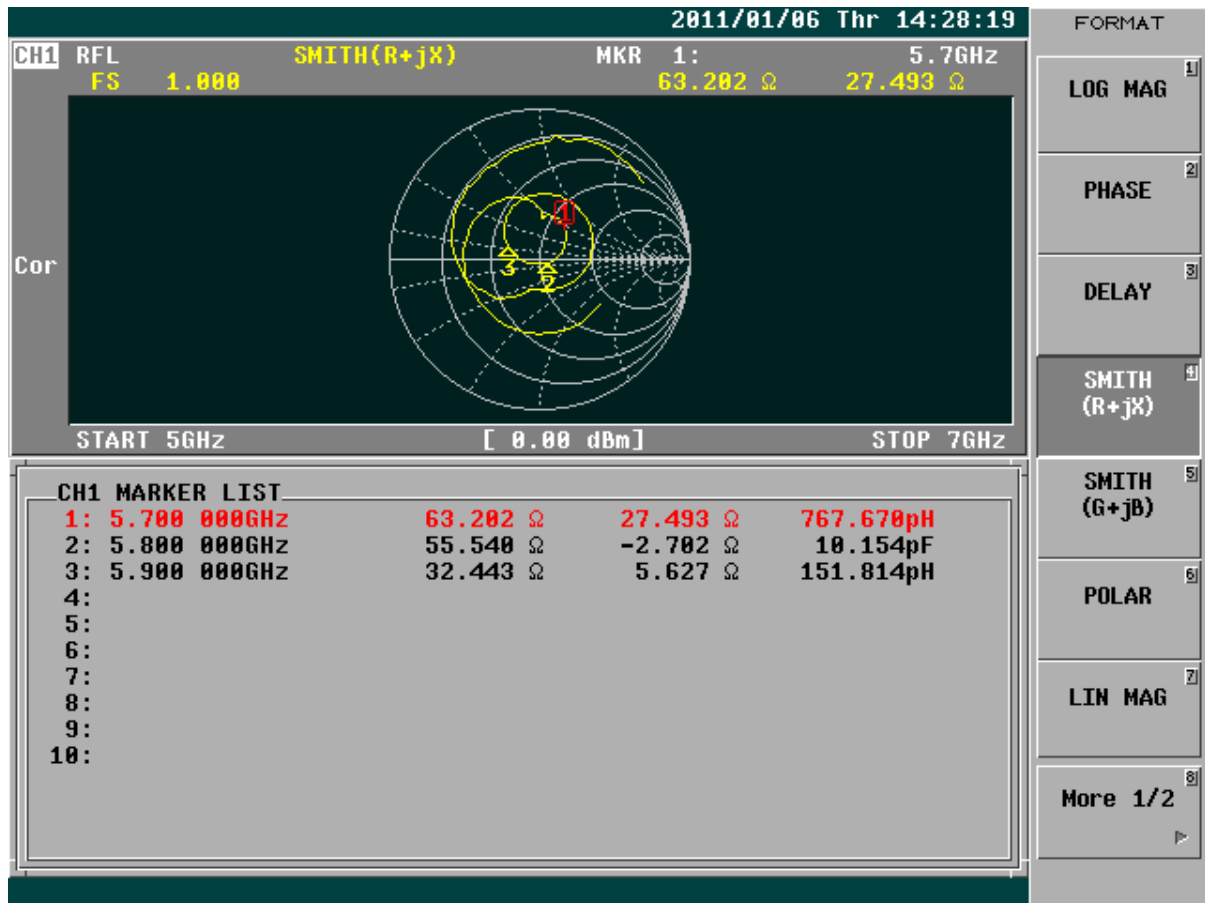 2011/01/06 Thr 14:28:19
CH1 RFL SMITH(R+jX) MKR 1: 5.7GHz
FS 1.000 63.202 Ω 27.493 Ω
1
3
2
Cor
START 5GHz [ 0.00 dBm] STOP 7GHz
CH1 MARKER LIST
1: 5.700 000GHz 63.202 Ω 27.493 Ω 767.670pH
2: 5.800 000GHz 55.540 Ω -2.702 Ω 10.154pF
3: 5.900 000GHz 32.443 Ω 5.627 Ω 151.814pH
4:
5:
6:
7:
8:
9:
10:
FORMAT
1
LOG MAG
2
PHASE
3
DELAY
4
SMITH
(R+jX)
5
SMITH
(G+jB)
6
POLAR
7
LIN MAG
8
More 1/2